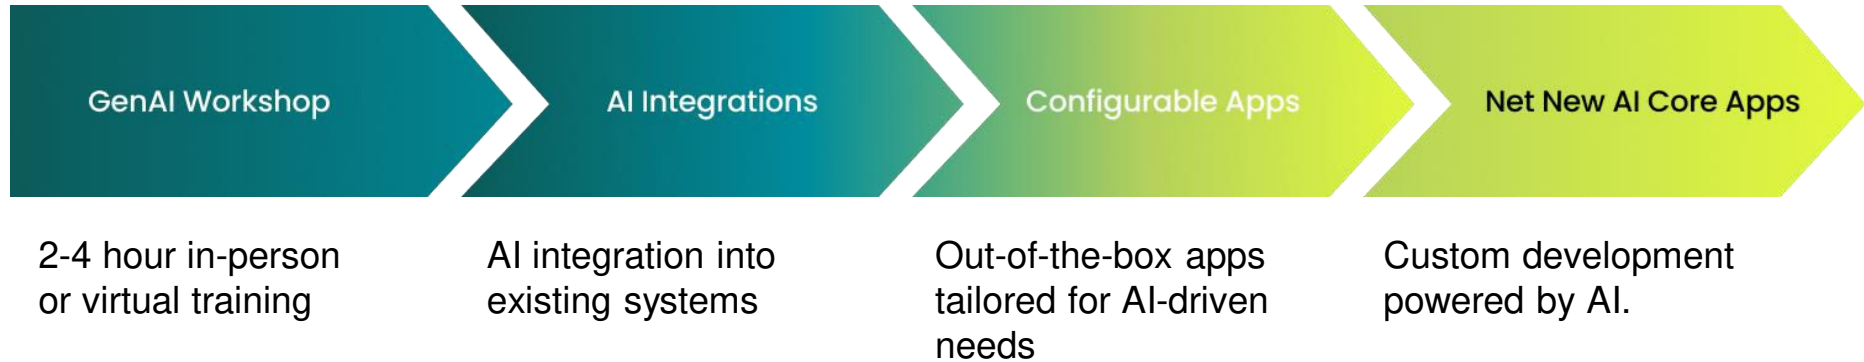 GenAI Workshop
AI Integrations
Configurable Apps
Net New AI Core Apps
2-4 hour in-person
or virtual training
AI integration into
existing systems
Out-of-the-box apps
tailored for AI-driven
needs
Custom development
powered by AI.